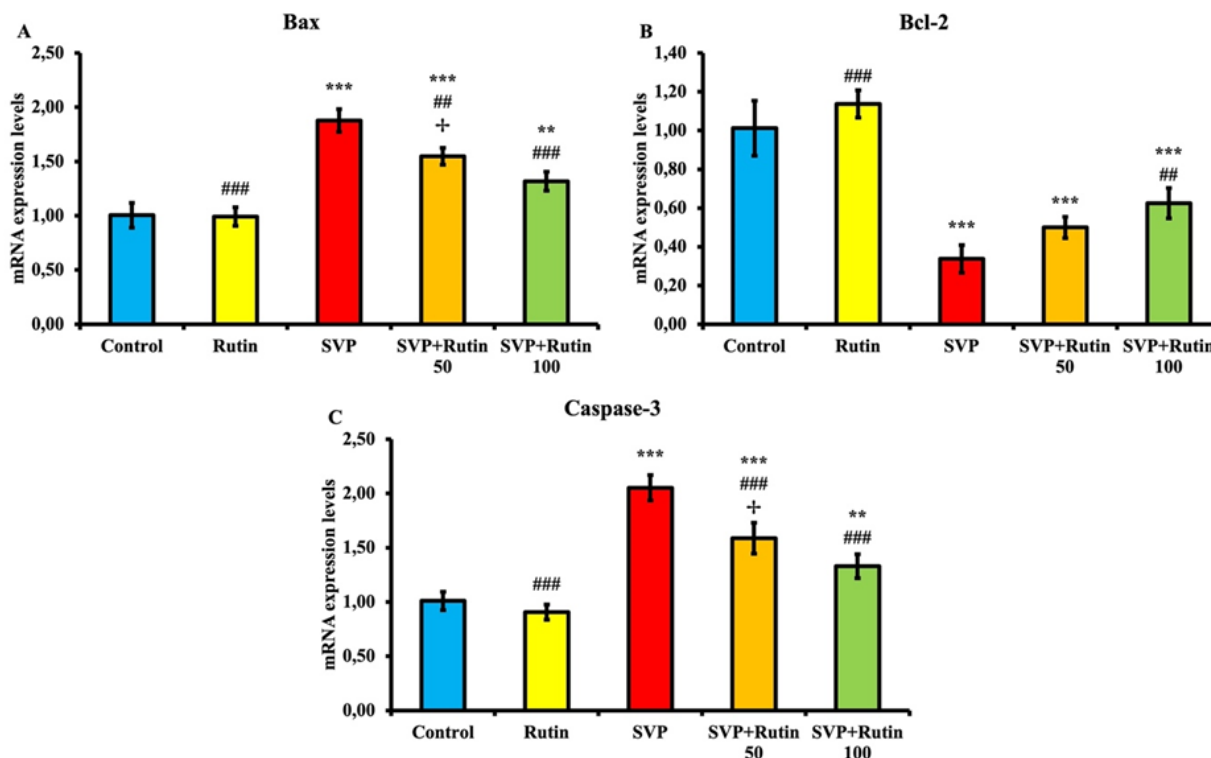 A
Bax
mRNA expression levels
2,50
2,00
1,50
1,00
0,50
0,00
###
***
***
##
✢
**
###
Control
Rutin
SVP
SVP+Rutin
50
SVP+Rutin
100
B
Bcl-2
mRNA expression levels
1,40
1,20
1,00
0,80
0,60
0,40
0,20
0,00
###
***
***
***
##
Control
Rutin
SVP
SVP+Rutin
50
SVP+Rutin
100
C
Caspase-3
mRNA expression levels
2,50
2,00
1,50
1,00
0,50
0,00
###
***
***
###
✢
**
###
Control
Rutin
SVP
SVP+Rutin
50
SVP+Rutin
100